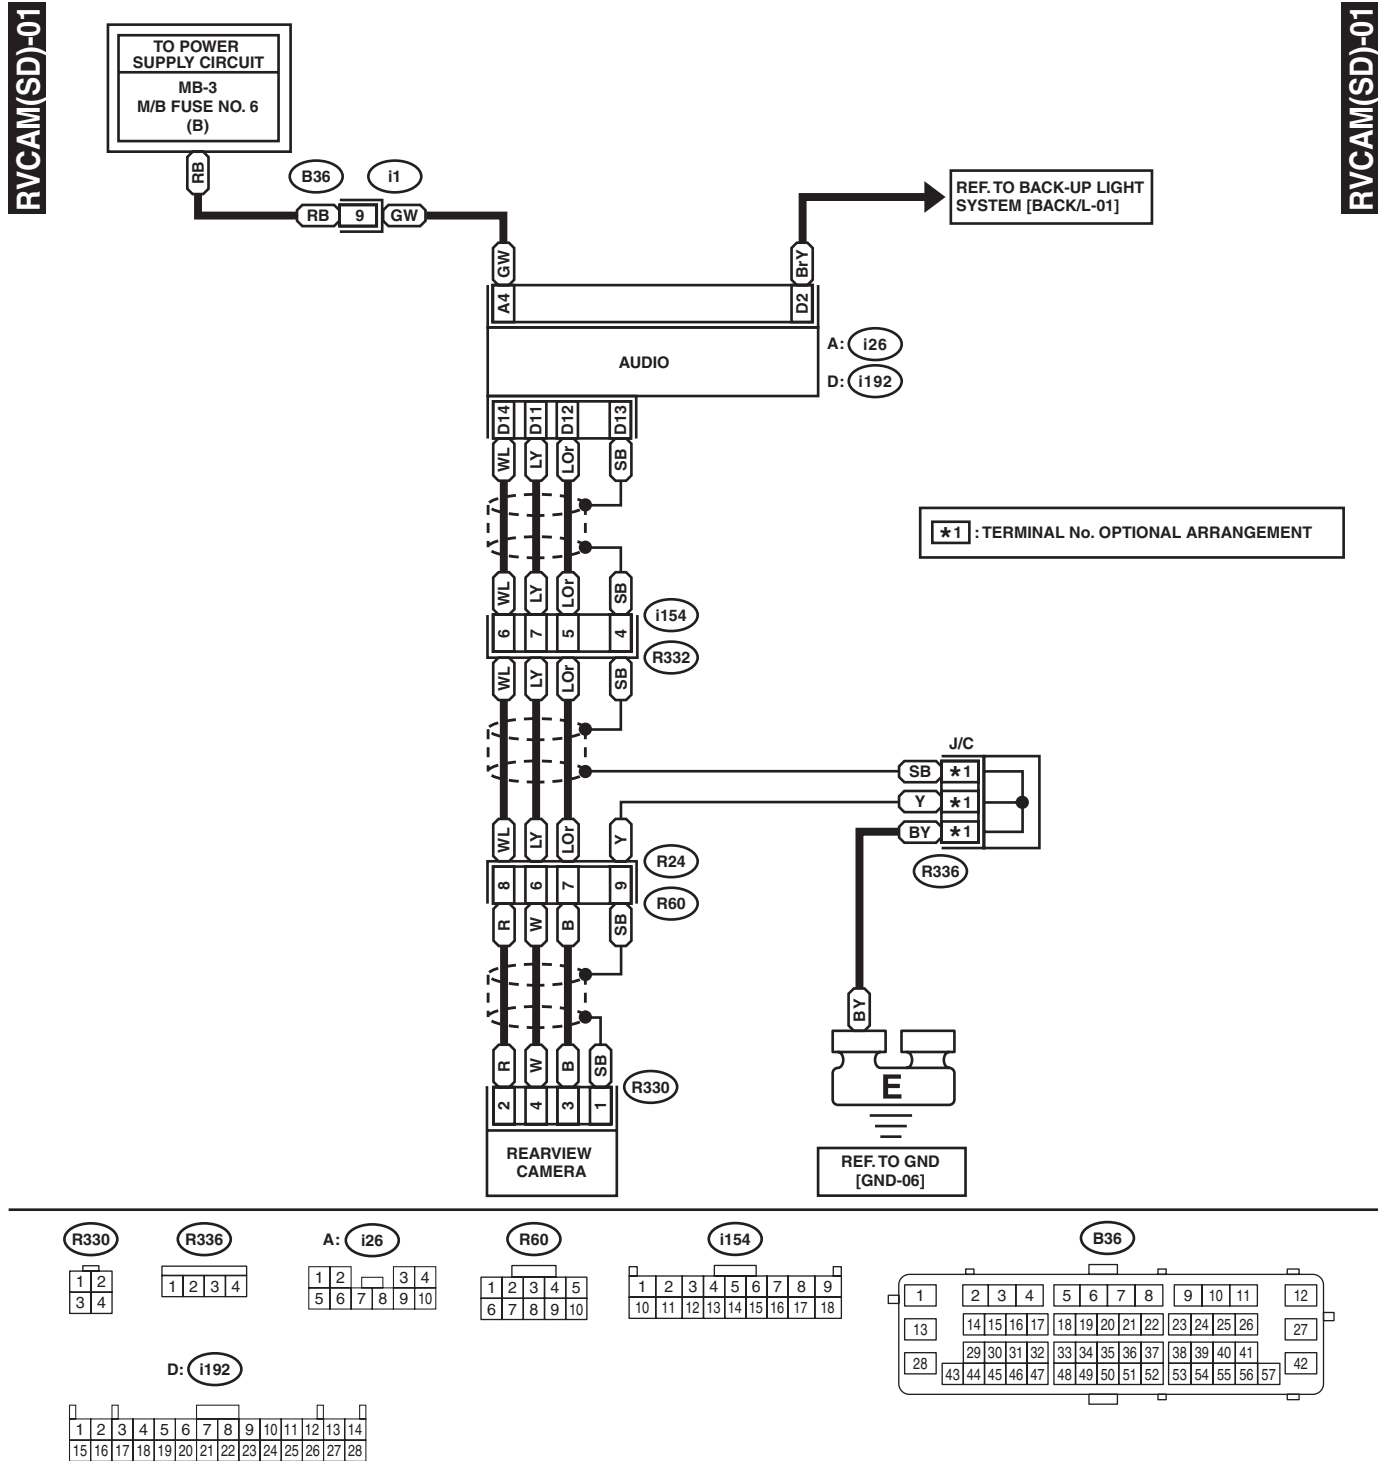 RVCAM(SD)-01
RVCAM(SD)-01
TO POWER
SUPPLY CIRCUIT
MB-3
M/B FUSE NO. 6
(B)
RB
B36
i1
RB
9
GW
GW
A4
BrY
D2
REF. TO BACK-UP LIGHT
SYSTEM [BACK/L-01]
AUDIO
A: i26
D: i192
D14 D11 D12 D13
WL LY LOr SB
*1 : TERMINAL No. OPTIONAL ARRANGEMENT
WL LY LOr SB
6 7 5 4
i154
R332
WL LY LOr SB
J/C
SB *1
Y *1
BY *1
R336
WL LY LOr Y
8 6 7 9
R24
R60
R W B SB
BY
E
R W B SB
2 4 3 1
R330
REARVIEW
CAMERA
REF. TO GND
[GND-06]
R330
1 2
3 4
R336
1 2 3 4
A: i26
1 2 3 4
5 6 7 8 9 10
R60
1 2 3 4 5
6 7 8 9 10
i154
1 2 3 4 5 6 7 8 9
10 11 12 13 14 15 16 17 18
B36
1 2 3 4 5 6 7 8 9 10 11 12
13 14 15 16 17 18 19 20 21 22 23 24 25 26 27
28 29 30 31 32 33 34 35 36 37 38 39 40 41 42
43 44 45 46 47 48 49 50 51 52 53 54 55 56 57
D: i192
1 2 3 4 5 6 7 8 9 10 11 12 13 14
15 16 17 18 19 20 21 22 23 24 25 26 27 28